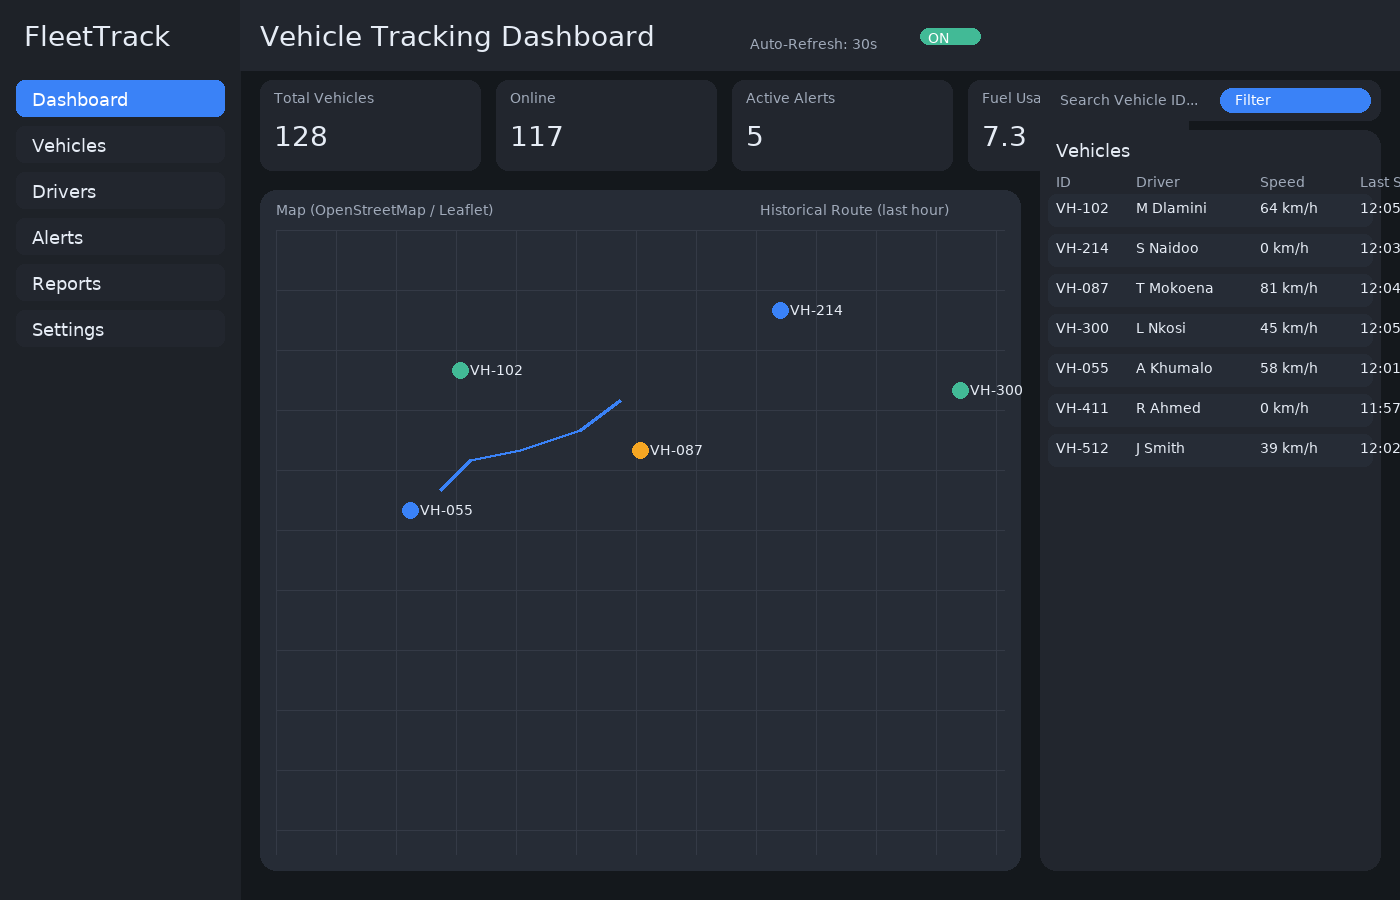 FleetTrack
Dashboard
Vehicles
Drivers
Alerts
Reports
Settings
Vehicle Tracking Dashboard
Auto-Refresh: 30s
ON
Total Vehicles
128
Online
117
Active Alerts
5
Fuel Usa
7.3
Search Vehicle ID...
Filter
Map (OpenStreetMap / Leaflet)
Historical Route (last hour)
VH-214
VH-102
VH-300
VH-087
VH-055
Vehicles
ID Driver Speed Last S
VH-102 M Dlamini 64 km/h 12:05
VH-214 S Naidoo 0 km/h 12:03
VH-087 T Mokoena 81 km/h 12:04
VH-300 L Nkosi 45 km/h 12:05
VH-055 A Khumalo 58 km/h 12:01
VH-411 R Ahmed 0 km/h 11:57
VH-512 J Smith 39 km/h 12:02